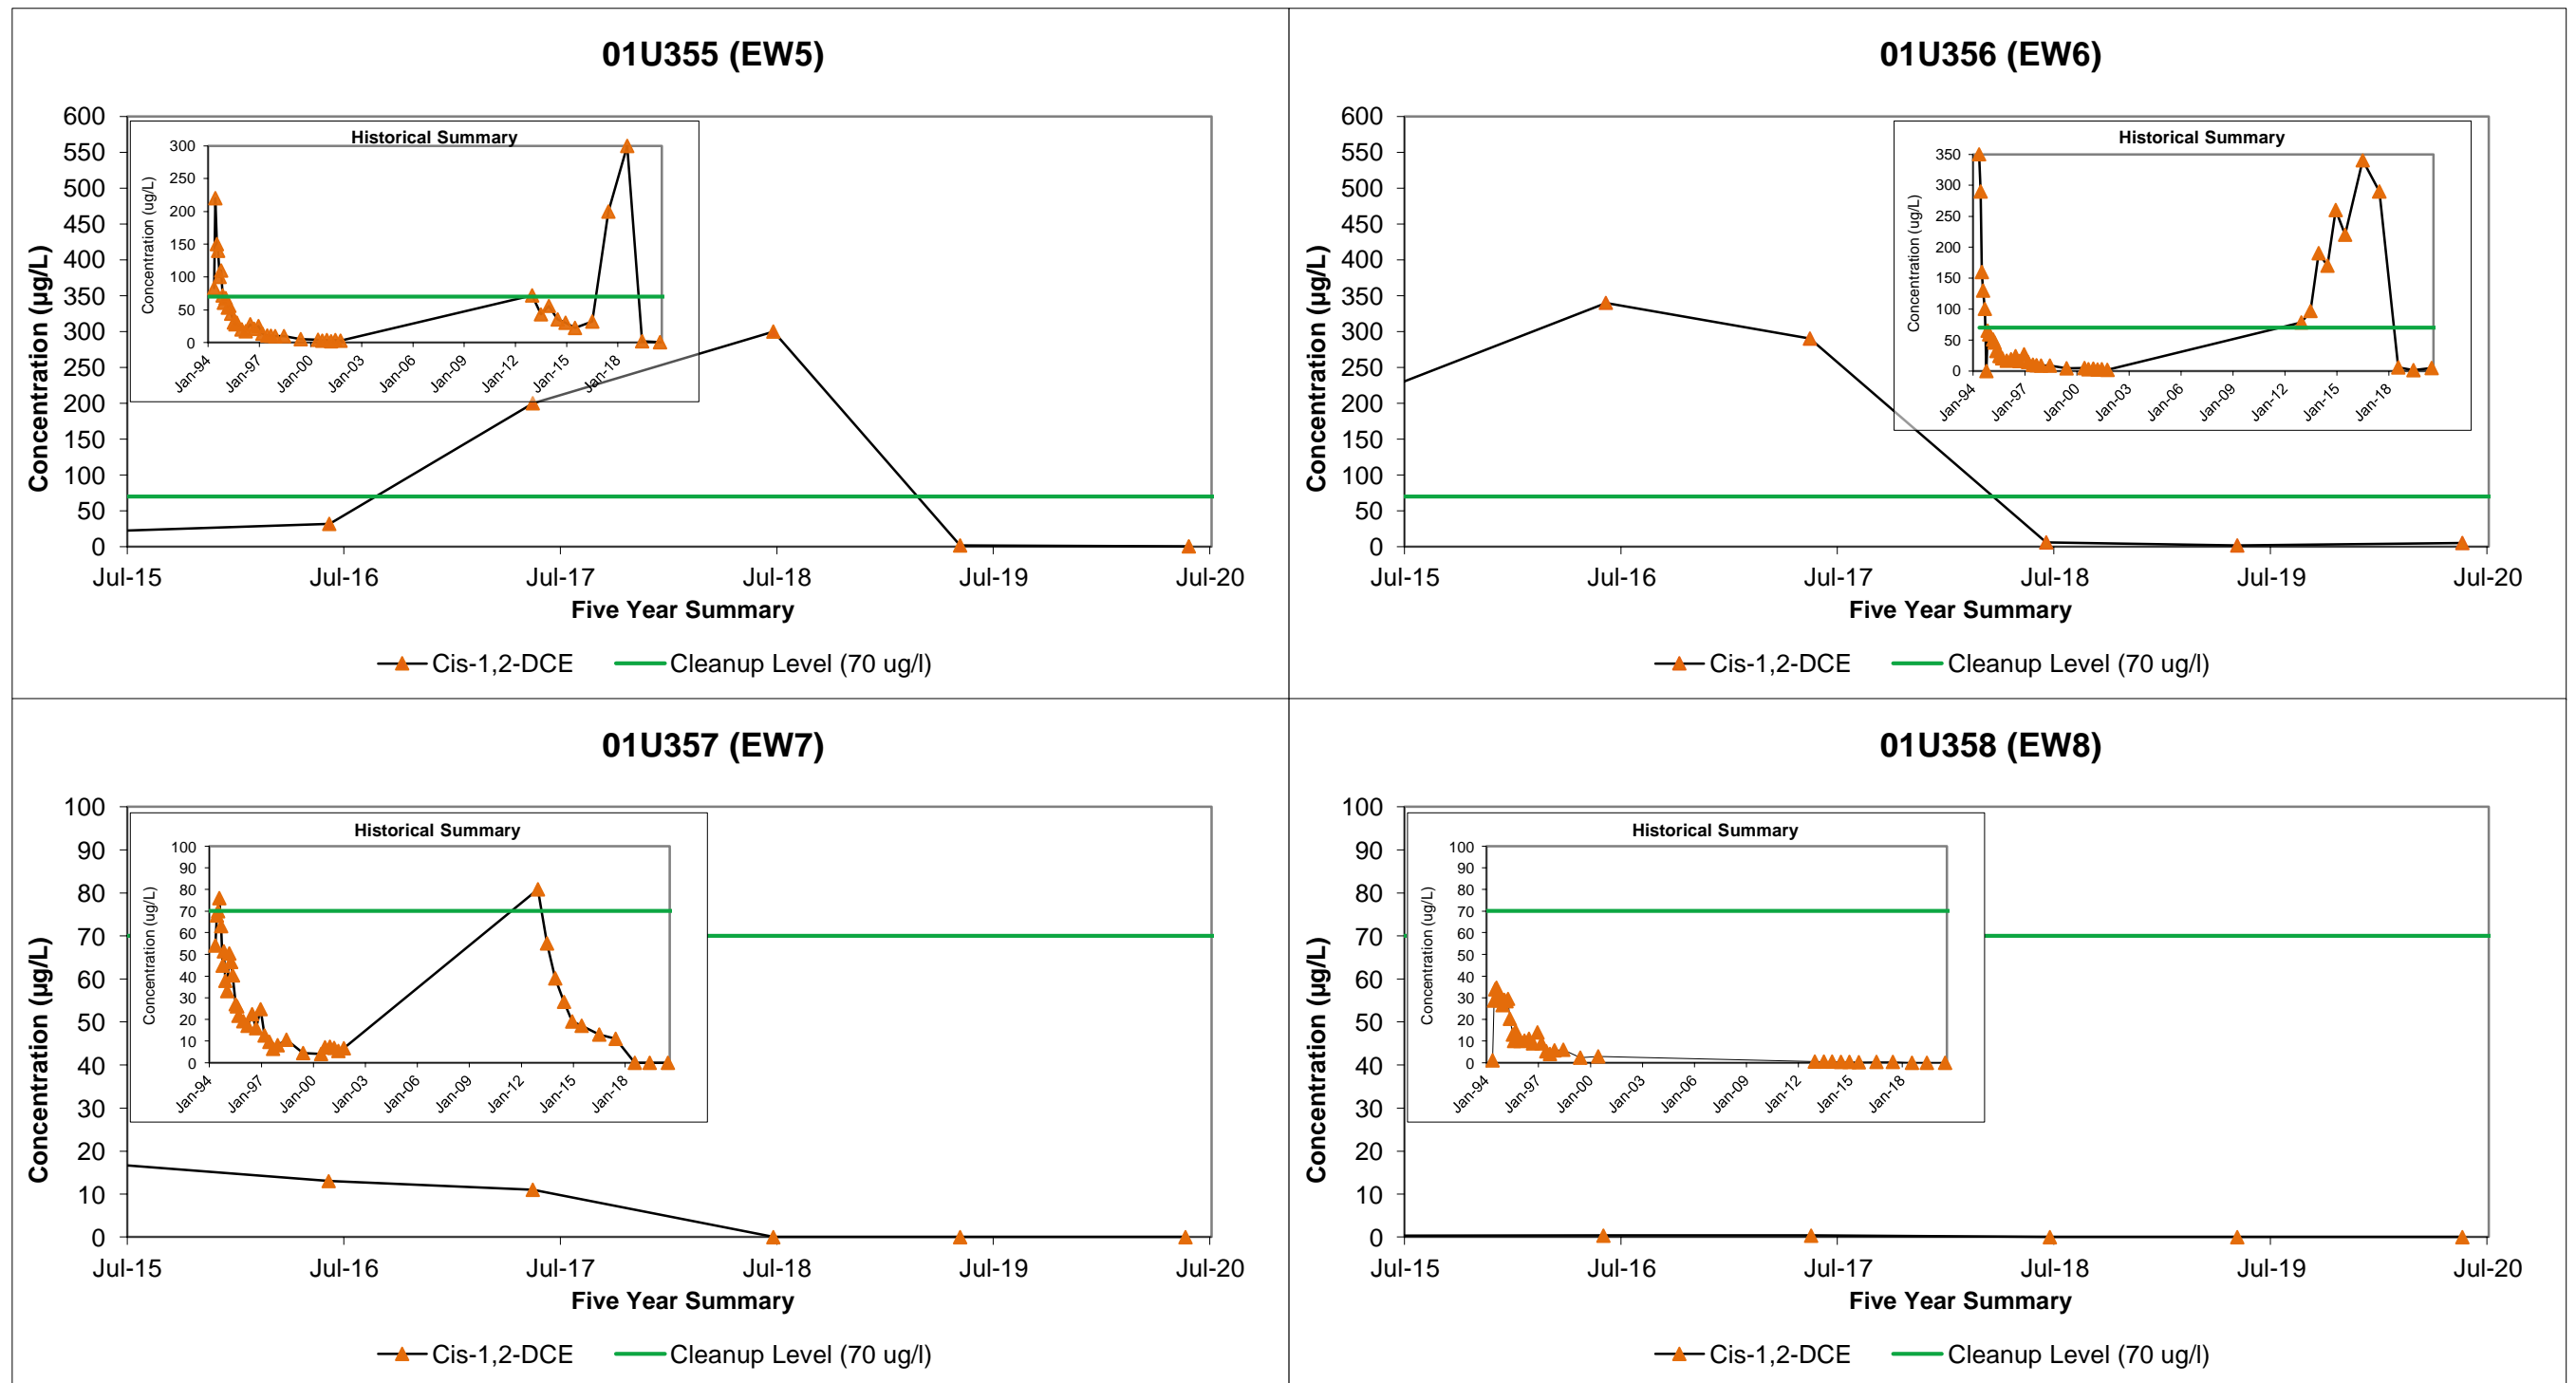 01U355 (EW5)
Concentration (µg/L)
600
550
500
450
400
350
300
250
200
150
100
50
0
Historical Summary
Concentration (ug/L)
300
250
200
150
100
50
0
Jan-94 Jan-97 Jan-00 Jan-03 Jan-06 Jan-09 Jan-12 Jan-15 Jan-18
Jul-15 Jul-16 Jul-17 Jul-18 Jul-19 Jul-20
Five Year Summary
Cis-1,2-DCE Cleanup Level (70 ug/l)
01U356 (EW6)
Concentration (µg/L)
600
550
500
450
400
350
300
250
200
150
100
50
0
Historical Summary
Concentration (ug/L)
350
300
250
200
150
100
50
0
Jan-94 Jan-97 Jan-00 Jan-03 Jan-06 Jan-09 Jan-12 Jan-15 Jan-18
Jul-15 Jul-16 Jul-17 Jul-18 Jul-19 Jul-20
Five Year Summary
Cis-1,2-DCE Cleanup Level (70 ug/l)
01U357 (EW7)
Concentration (µg/L)
100
90
80
70
60
50
40
30
20
10
0
Historical Summary
Concentration (ug/L)
100
90
80
70
60
50
40
30
20
10
0
Jan-94 Jan-97 Jan-00 Jan-03 Jan-06 Jan-09 Jan-12 Jan-15 Jan-18
Jul-15 Jul-16 Jul-17 Jul-18 Jul-19 Jul-20
Five Year Summary
Cis-1,2-DCE Cleanup Level (70 ug/l)
01U358 (EW8)
Concentration (µg/L)
100
90
80
70
60
50
40
30
20
10
0
Historical Summary
Concentration (ug/L)
100
90
80
70
60
50
40
30
20
10
0
Jan-94 Jan-97 Jan-00 Jan-03 Jan-06 Jan-09 Jan-12 Jan-15 Jan-18
Jul-15 Jul-16 Jul-17 Jul-18 Jul-19 Jul-20
Five Year Summary
Cis-1,2-DCE Cleanup Level (70 ug/l)